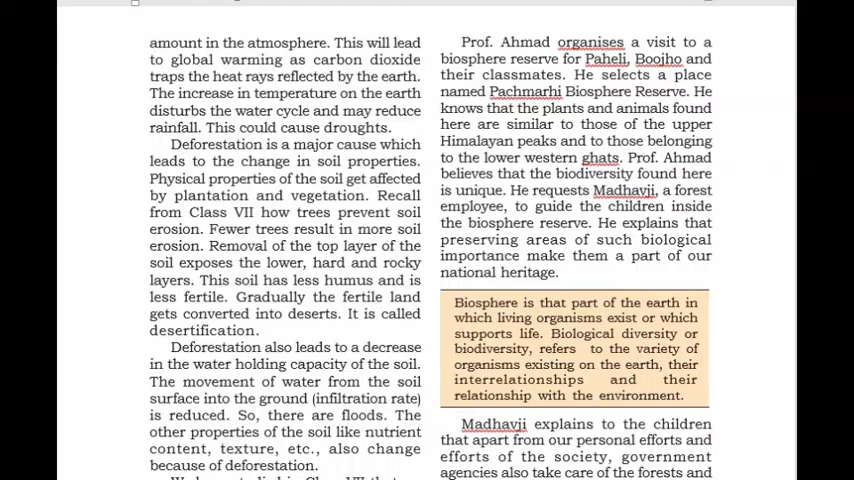 amount in the atmosphere. This will lead
to global warming as carbon dioxide
traps the heat rays reflected by the earth.
The increase in temperature on the earth
disturbs the water cycle and may reduce
rainfall. This could cause droughts.
Deforestation is a major cause which
leads to the change in soil properties.
Physical properties of the soil get affected
by plantation and vegetation. Recall
from Class VII how trees prevent soil
erosion. Fewer trees result in more soil
erosion. Removal of the top layer of the
soil exposes the lower, hard and rocky
layers. This soil has less humus and is
less fertile. Gradually the fertile land
gets converted into deserts. It is called
desertification.
Deforestation also leads to a decrease
in the water holding capacity of the soil.
The movement of water from the soil
surface into the ground (infiltration rate)
is reduced. So, there are floods. The
other properties of the soil like nutrient
content, texture, etc., also change
because of deforestation.
Prof. Ahmad organises a visit to a
biosphere reserve for Paheli, Boojho and
their classmates. He selects a place
named Pachmarhi Biosphere Reserve. He
knows that the plants and animals found
here are similar to those of the upper
Himalayan peaks and to those belonging
to the lower western ghats. Prof. Ahmad
believes that the biodiversity found here
is unique. He requests Madhavji, a forest
employee, to guide the children inside
the biosphere reserve. He explains that
preserving areas of such biological
importance make them a part of our
national heritage.
Biosphere is that part of the earth in
which living organisms exist or which
supports life. Biological diversity or
biodiversity, refers to the variety of
organisms existing on the earth, their
interrelationships and their
relationship with the environment.
Madhavji explains to the children
that apart from our personal efforts and
efforts of the society, government
agencies also take care of the forests and